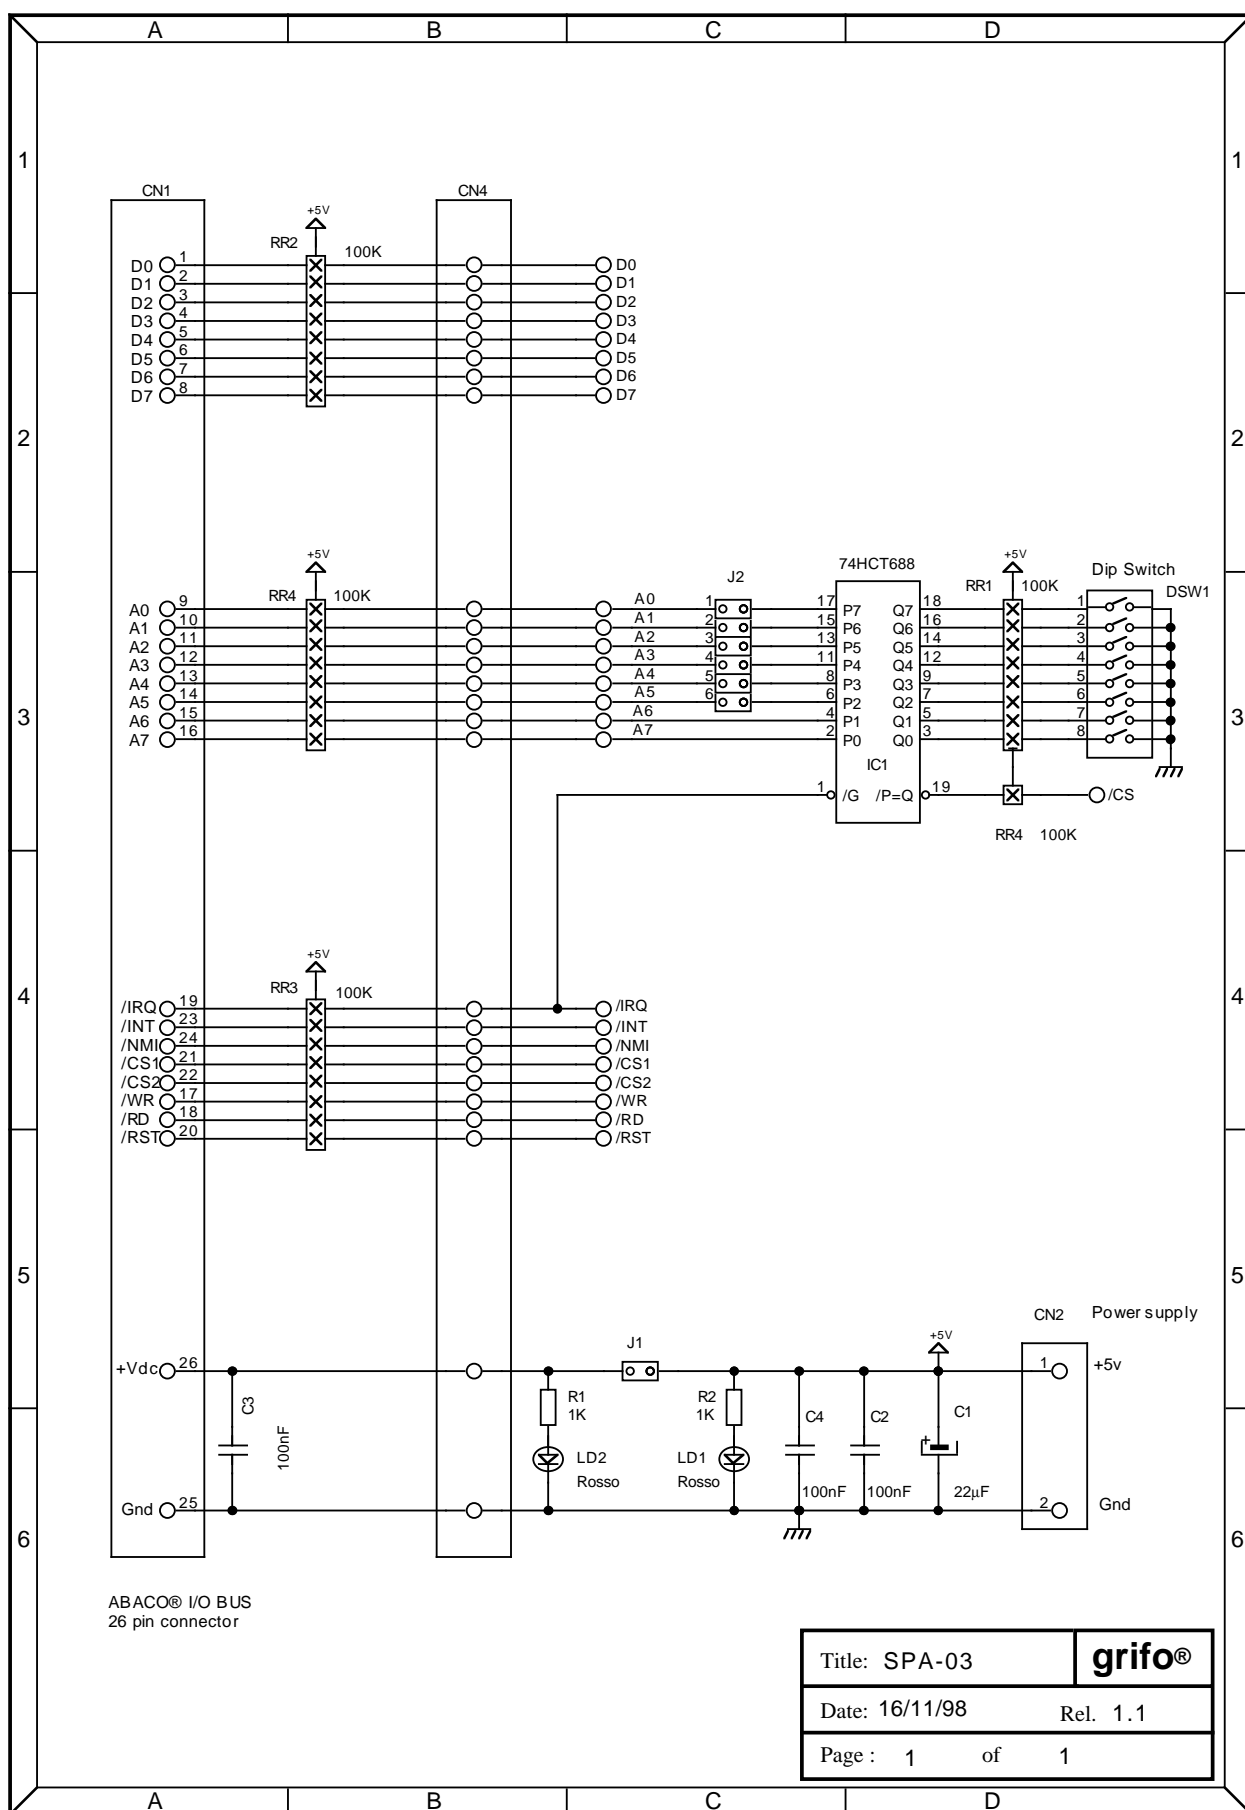 A B C D
1 1
CN1 CN4
+5V
RR2 100K
D0 1 D0
D1 2 D1
D2 3 D2
D3 4 D3
D4 5 D4
D5 6 D5
D6 7 D6
D7 8 D7
2 2
+5V 74HCT688 +5V
RR4 100K J2 RR1 100K Dip Switch
DSW1
A0 9 A0 1 17 P7 Q7 18 1
A1 10 A1 2 15 P6 Q6 16 2
A2 11 A2 3 13 P5 Q5 14 3
A3 12 A3 4 11 P4 Q4 12 4
A4 13 A4 5 8 P3 Q3 9 5
A5 14 A5 6 6 P2 Q2 7 6
A6 15 A6 4 P1 Q1 5 7
A7 16 A7 2 P0 Q0 3 8
3 3
IC1
1 /G /P=Q 19 /CS
RR4 100K
+5V
RR3 100K
4 4
/IRQ 19 /IRQ
/INT 23 /INT
/NMI 24 /NMI
/CS1 21 /CS1
/CS2 22 /CS2
/WR 17 /WR
/RD 18 /RD
/RST 20 /RST
5 5
CN2 Power supply
J1 +5V
+Vdc 26 1 +5v
C3 100nF
R1 1K
R2 1K
C4 C2 C1
LD2 Rosso
LD1 Rosso
100nF 100nF 22µF
Gnd 25 2 Gnd
6 6
ABACO® I/O BUS
26 pin connector
Title: SPA-03 grifo®
Date: 16/11/98 Rel. 1.1
Page : 1 of 1
A B C D